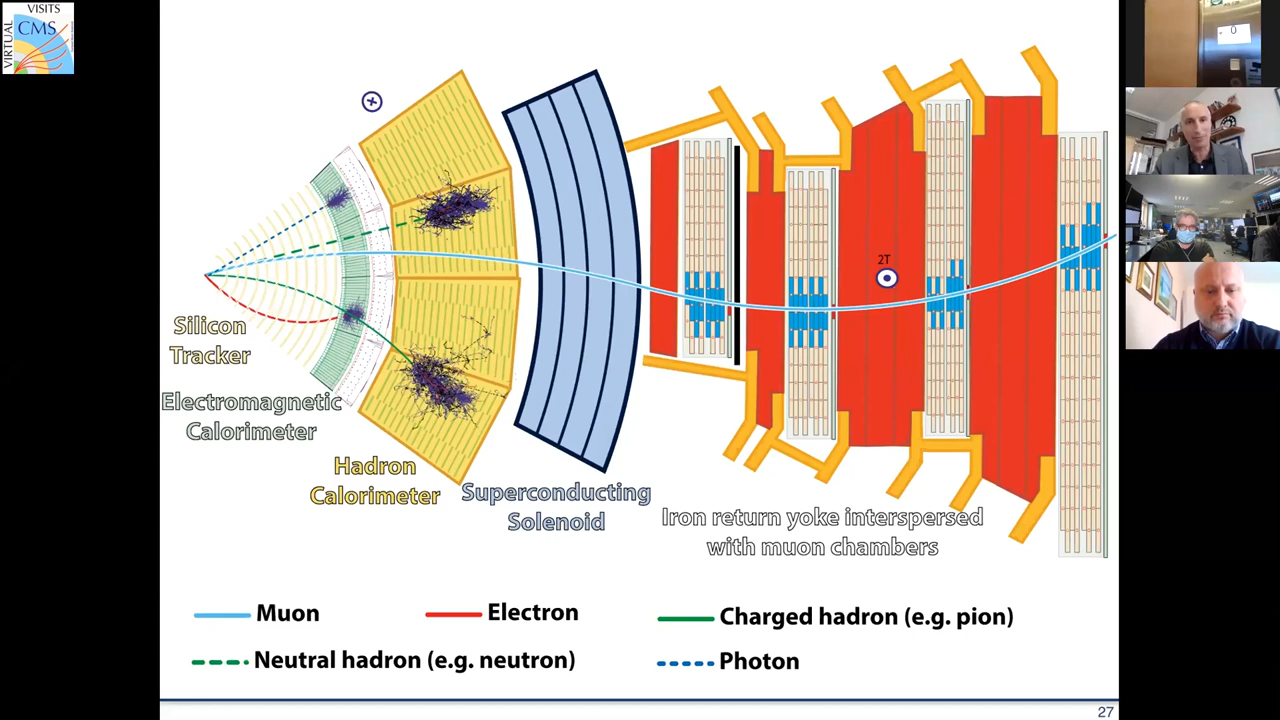 VISITS
VIRTUAL
CMS
2T
Silicon
Tracker
Electromagnetic
Calorimeter
Hadron
Calorimeter
Superconducting
Solenoid
Iron return yoke interspersed
with muon chambers
Muon
Electron
Charged hadron (e.g. pion)
Neutral hadron (e.g. neutron)
Photon
27
0